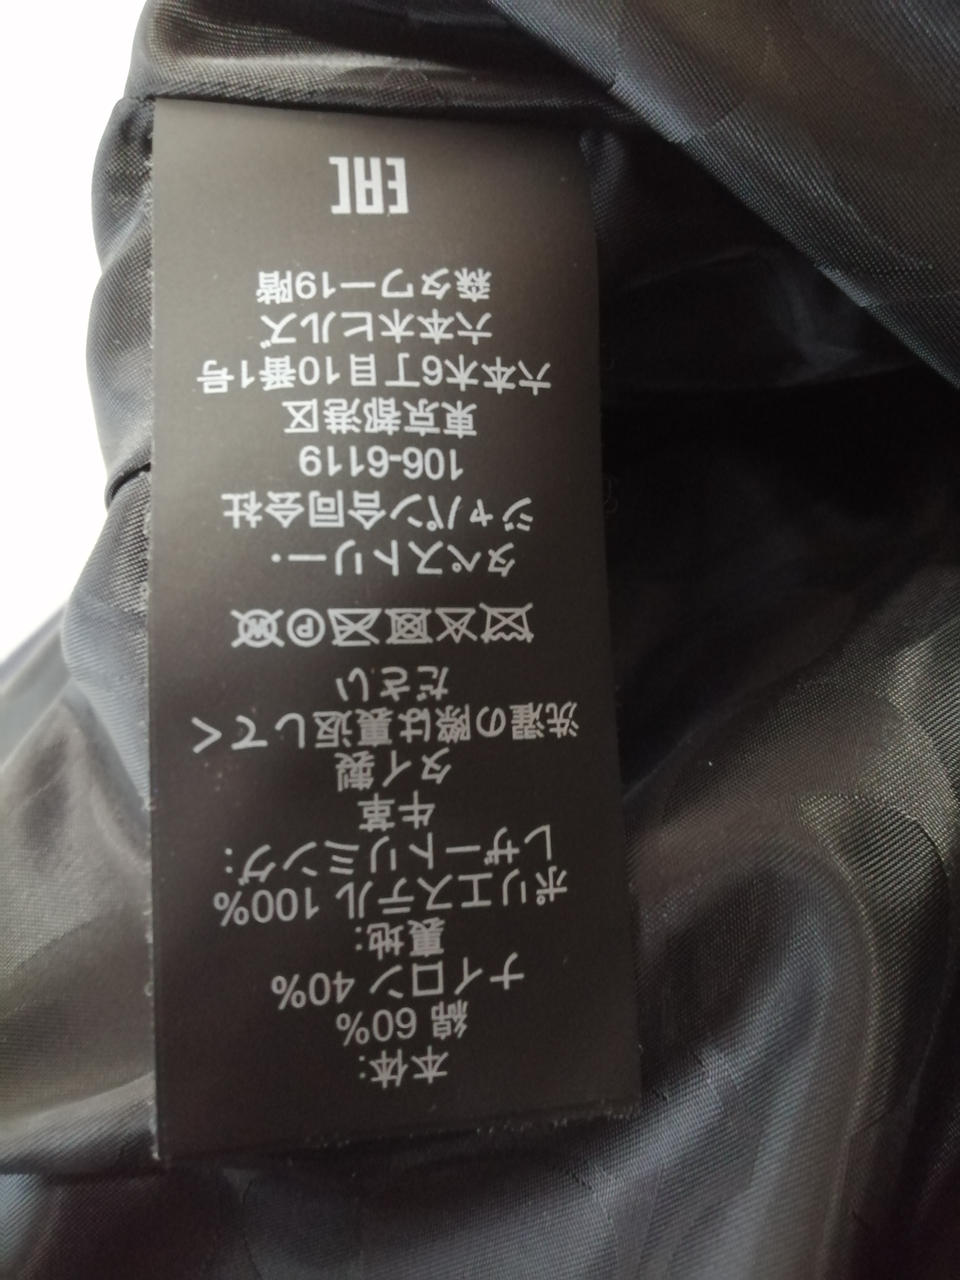 本体:
綿 60%
ナイロン 40%
裏地:
ポリエステル 100%
レザートリミング:
牛革
タイ製
洗濯の際は裏返してく
ださい
P W
タペストリー・
ジャパン合同会社
106-6119
東京都港区
六本木6丁目10番1号
六本木ヒルズ
森タワー19階
EAC